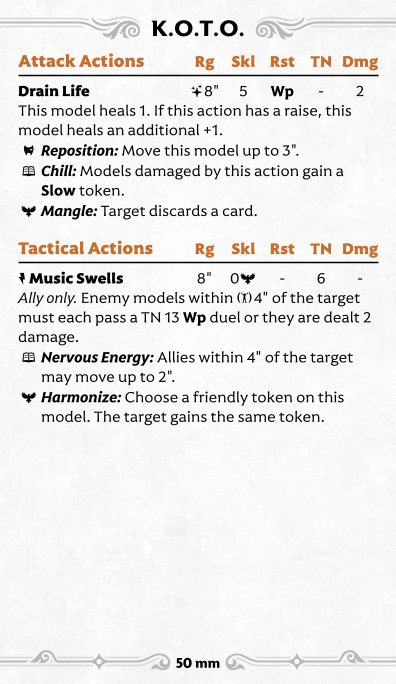 K.O.T.O.
Attack Actions Rg Skl Rst TN Dmg
Drain Life 8" 5 Wp - 2
This model heals 1. If this action has a raise, this
model heals an additional +1.
Reposition: Move this model up to 3".
Chill: Models damaged by this action gain a
Slow token.
Mangle: Target discards a card.
Tactical Actions Rg Skl Rst TN Dmg
Music Swells 8" 0 - 6 -
Ally only. Enemy models within 4" of the target
must each pass a TN 13 Wp duel or they are dealt 2
damage.
Nervous Energy: Allies within 4" of the target
may move up to 2".
Harmonize: Choose a friendly token on this
model. The target gains the same token.
50 mm